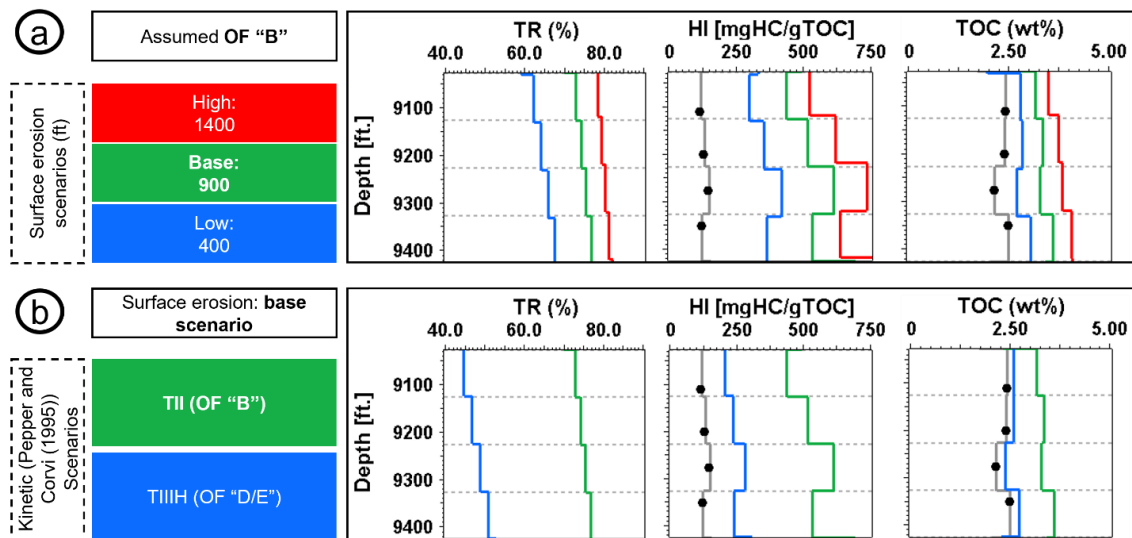 a
Assumed OF “B”
Surface erosion
scenarios (ft)
High:
1400
Base:
900
Low:
400
TR (%)
40.0 60.0 80.0
HI [mgHC/gTOC]
0 250 500 750
TOC (wt%)
0 2.50 5.00
Depth [ft.]
9100
9200
9300
9400
b
Surface erosion: base
scenario
Kinetic (Pepper and
Corvi (1995))
Scenarios
TII (OF “B”)
TIIIH (OF “D/E”)
TR (%)
40.0 60.0 80.0
HI [mgHC/gTOC]
0 250 500 750
TOC (wt%)
0 2.50 5.00
Depth [ft.]
9100
9200
9300
9400